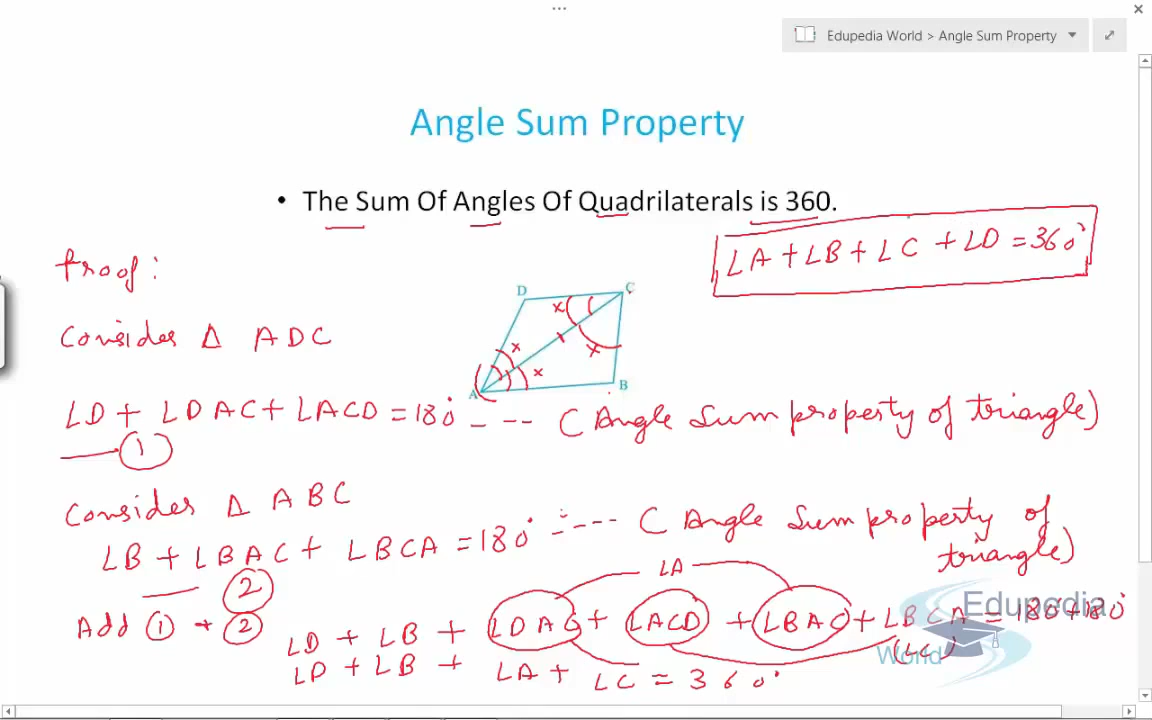 Edupedia World > Angle Sum Property
Angle Sum Property
• The Sum Of Angles Of Quadrilaterals is 360.
∠A + ∠B + ∠C + ∠D = 360°
Proof :
D C
x
x x
x
A B
Consider Δ ADC
∠D + ∠DAC + ∠ACD = 180° - - - - ( Angle Sum property of triangle)
— 1
Consider Δ ABC
∠B + ∠BAC + ∠BCA = 180° - - - - ( Angle Sum property of
triangle)
— 2
∠A
Add 1 + 2
∠D + ∠B + ∠DAC + ∠ACD + ∠BAC + ∠BCA = 180 + 180°
(∠C)
∠D + ∠B + ∠A + ∠C = 360°
Edupedia
World